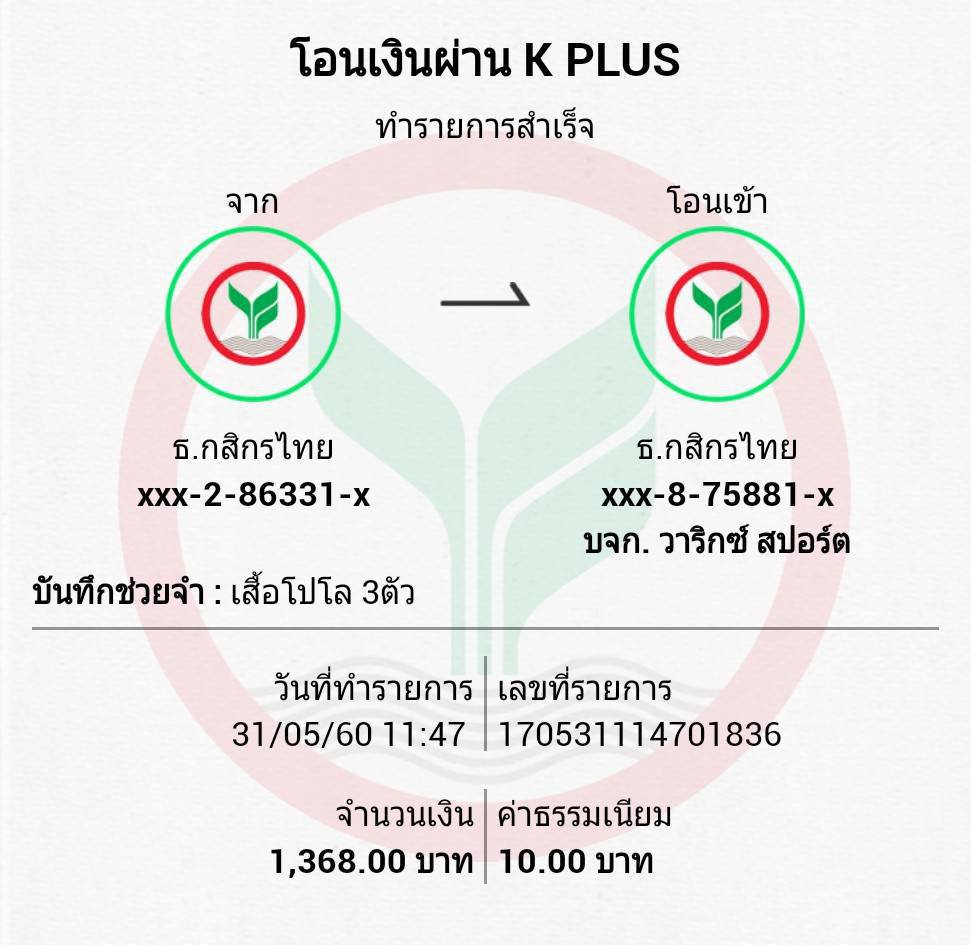 โอนเงินผ่าน K PLUS
ทำรายการสำเร็จ
จาก
โอนเข้า
ธ.กสิกรไทย
xxx-2-86331-x
ธ.กสิกรไทย
xxx-8-75881-x
บจก. วาริกซ์ สปอร์ต
บันทึกช่วยจำ : เสื้อโปโล 3ตัว
วันที่ทำรายการ
31/05/60 11:47
เลขที่รายการ
170531114701836
จำนวนเงิน
1,368.00 บาท
ค่าธรรมเนียม
10.00 บาท